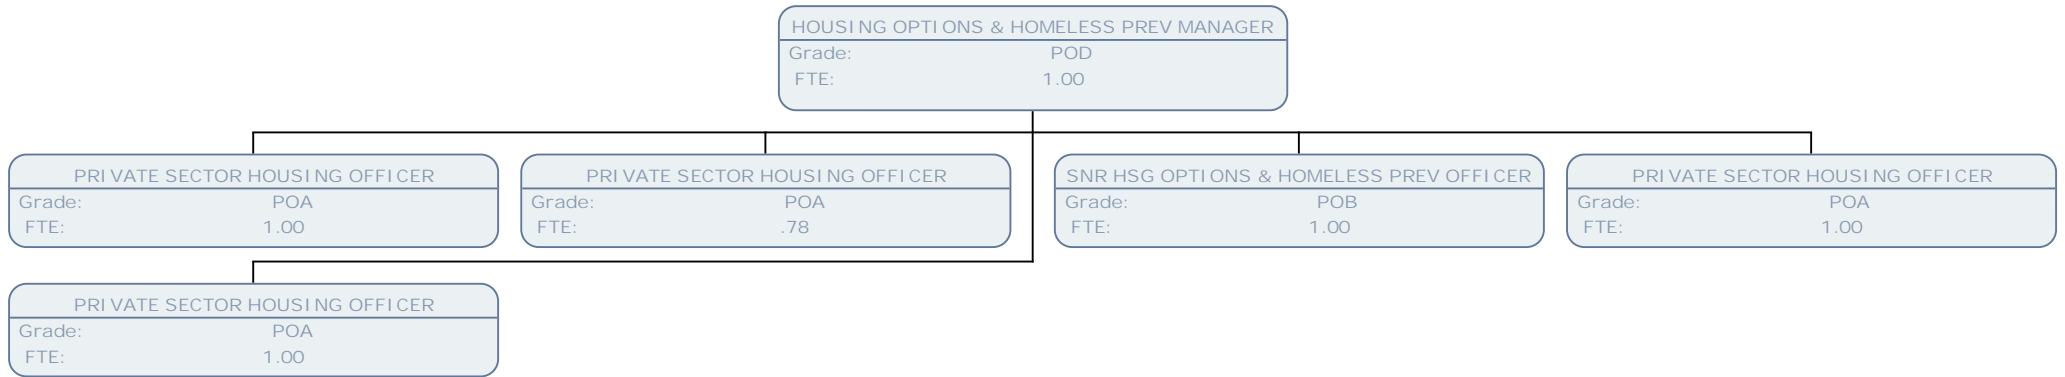 HOUSING OPTIONS & HOMELESS PREV MANAGER
Grade: POD
FTE: 1.00
PRIVATE SECTOR HOUSING OFFICER
Grade: POA
FTE: 1.00
PRIVATE SECTOR HOUSING OFFICER
Grade: POA
FTE: .78
SNR HSG OPTIONS & HOMELESS PREV OFFICER
Grade: POB
FTE: 1.00
PRIVATE SECTOR HOUSING OFFICER
Grade: POA
FTE: 1.00
PRIVATE SECTOR HOUSING OFFICER
Grade: POA
FTE: 1.00